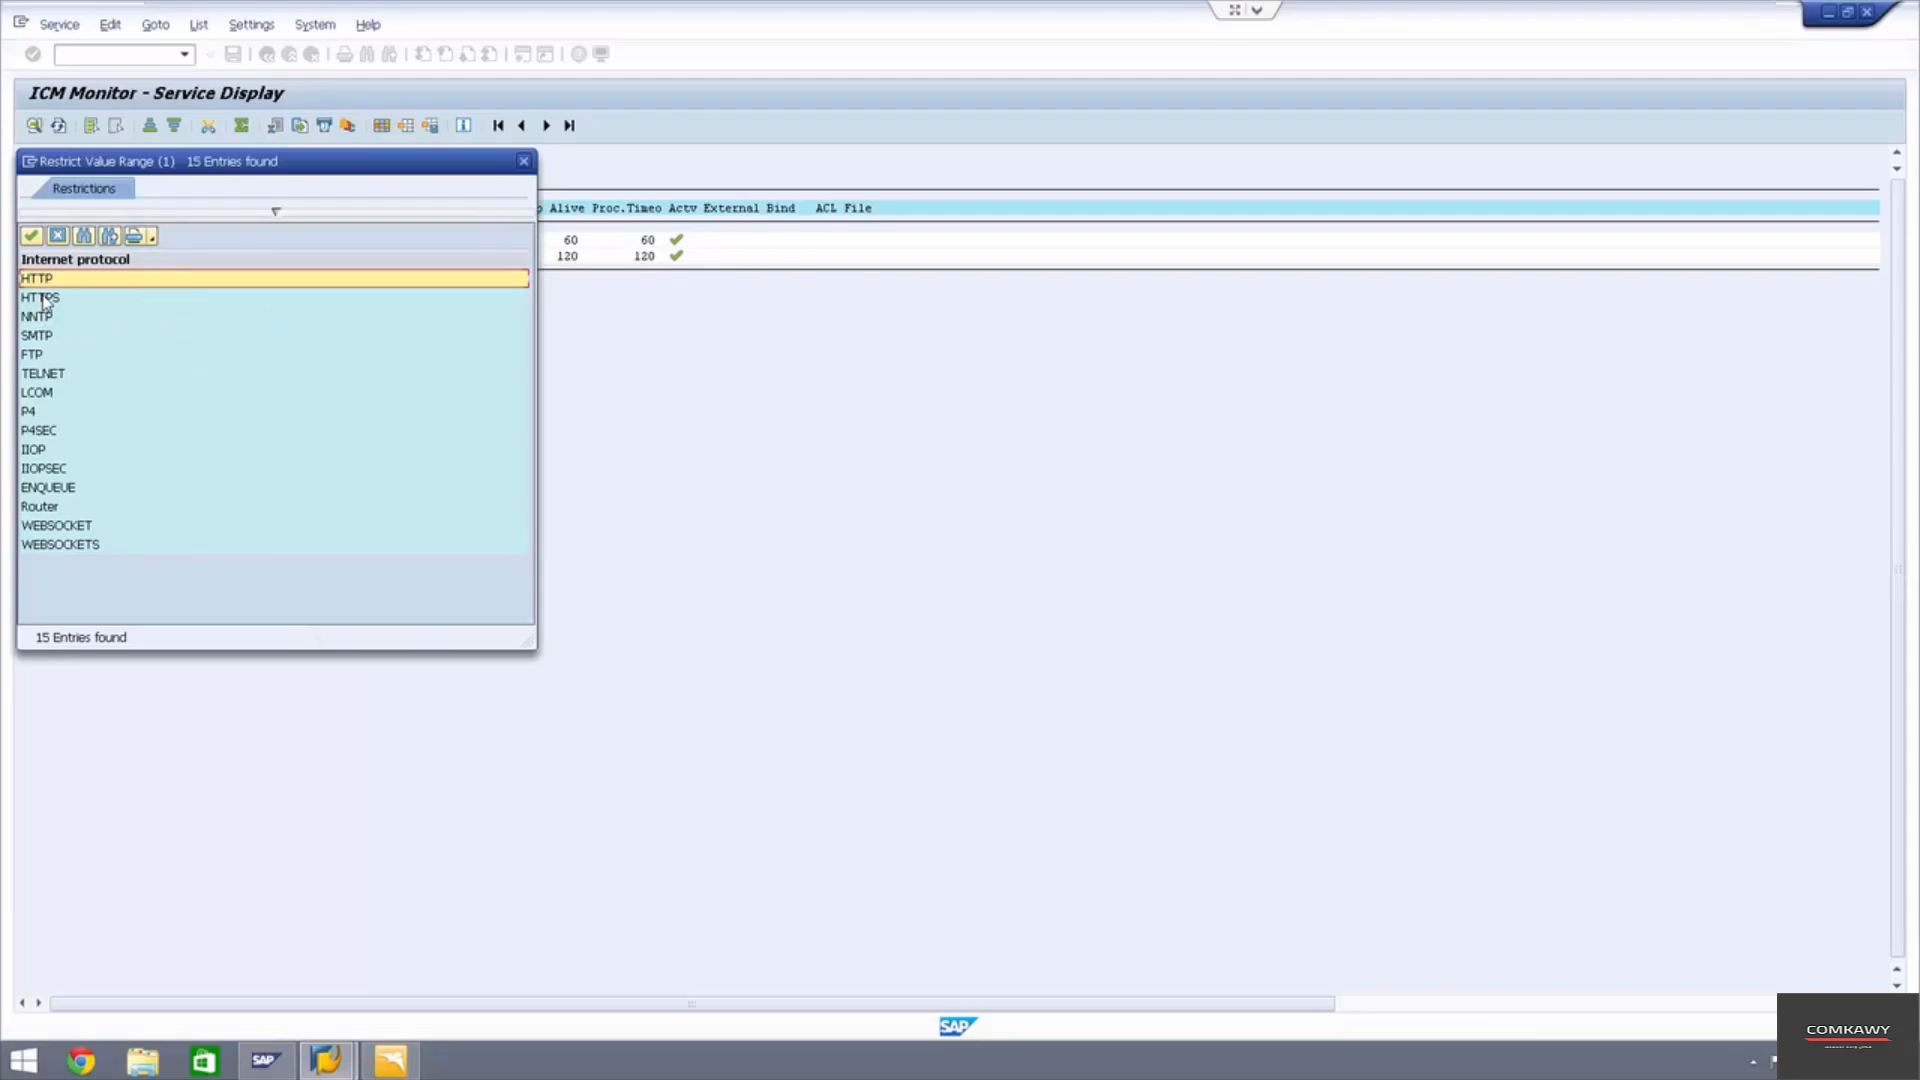 Service Edit Goto List Settings System Help
ICM Monitor - Service Display
Restrict Value Range (1) 15 Entries found
Restrictions
Alive Proc.Timeo Actv External Bind ACL File
60 60
120 120
Internet protocol
HTTP
HTTPS
NNTP
SMTP
FTP
TELNET
LCOM
P4
P4SEC
IIOP
IIOPSEC
ENQUEUE
Router
WEBSOCKET
WEBSOCKETS
15 Entries found
SAP
SAP
COMKAWY